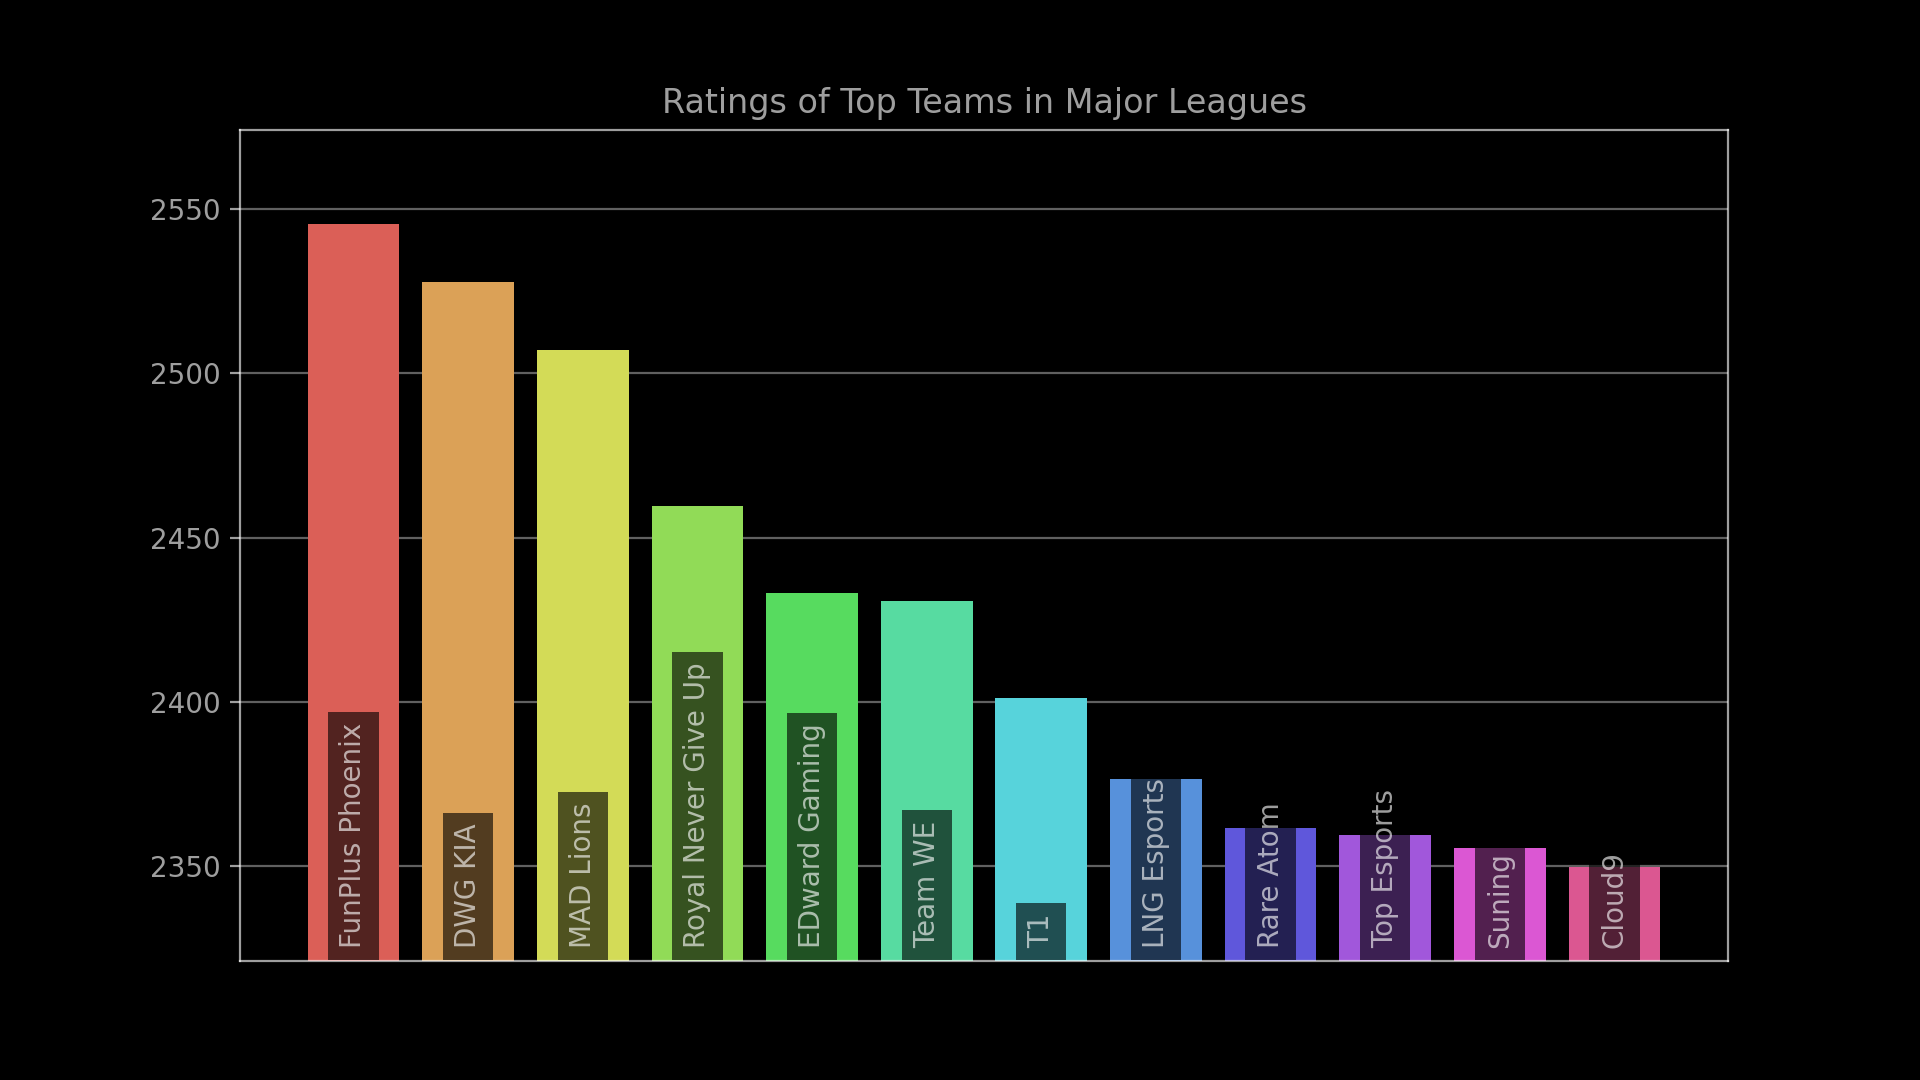 Ratings of Top Teams in Major Leagues
2550
2500
2450
2400
2350
FunPlus Phoenix
DWG KIA
MAD Lions
Royal Never Give Up
EDward Gaming
Team WE
T1
LNG Esports
Rare Atom
Top Esports
Suning
Cloud9